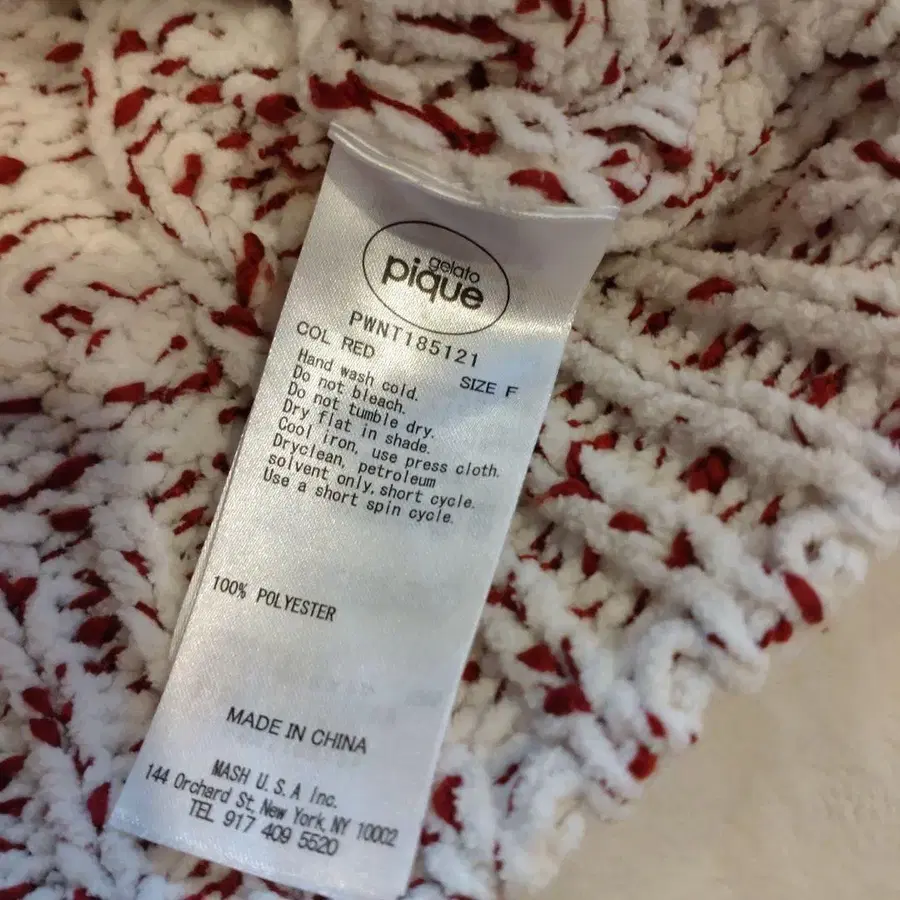 gelato
pique
PWNT185121
COL RED
SIZE F
Hand wash cold.
Do not bleach.
Do not tumble dry.
Dry flat in shade.
Cool iron, use press cloth.
Dryclean, petroleum
solvent only, short cycle.
Use a short spin cycle.
100% POLYESTER
MADE IN CHINA
MASH U.S.A Inc.
144 Orchard St. New York NY 10002
TEL 917 409 5520